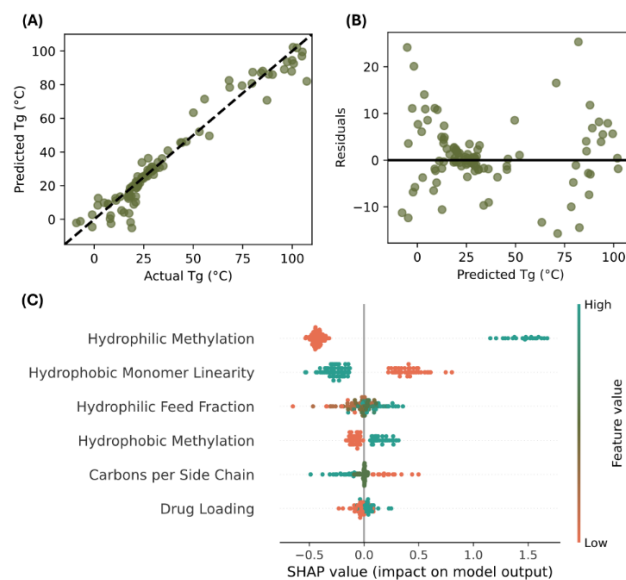 (A)
Predicted Tg (°C)
100
80
60
40
20
0
0
25
50
75
100
Actual Tg (°C)
(B)
Residuals
20
10
0
−10
0
25
50
75
100
Predicted Tg (°C)
(C)
Hydrophilic Methylation
Hydrophobic Monomer Linearity
Hydrophilic Feed Fraction
Hydrophobic Methylation
Carbons per Side Chain
Drug Loading
−0.5
0.0
0.5
1.0
1.5
SHAP value (impact on model output)
High
Feature value
Low